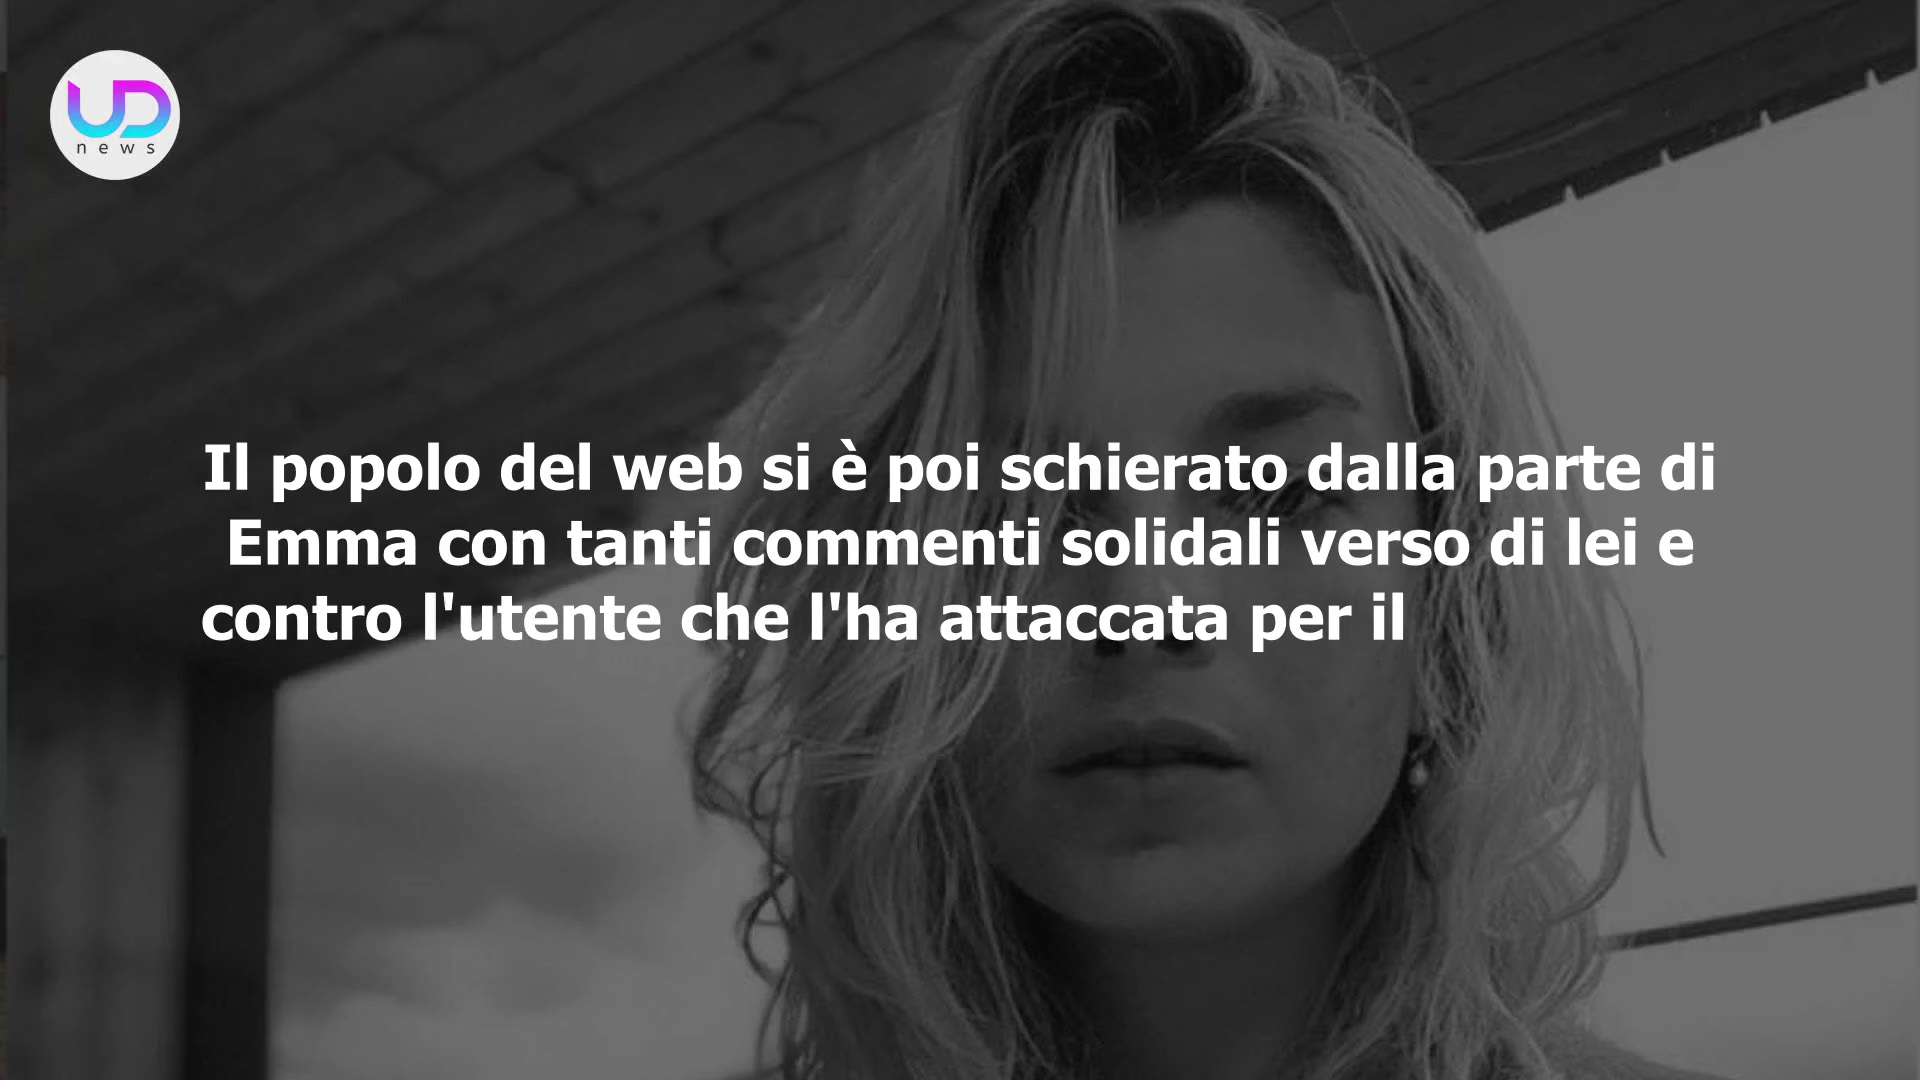 UD
news
Il popolo del web si è poi schierato dalla parte di
Emma con tanti commenti solidali verso di lei e
contro l'utente che l'ha attaccata per il